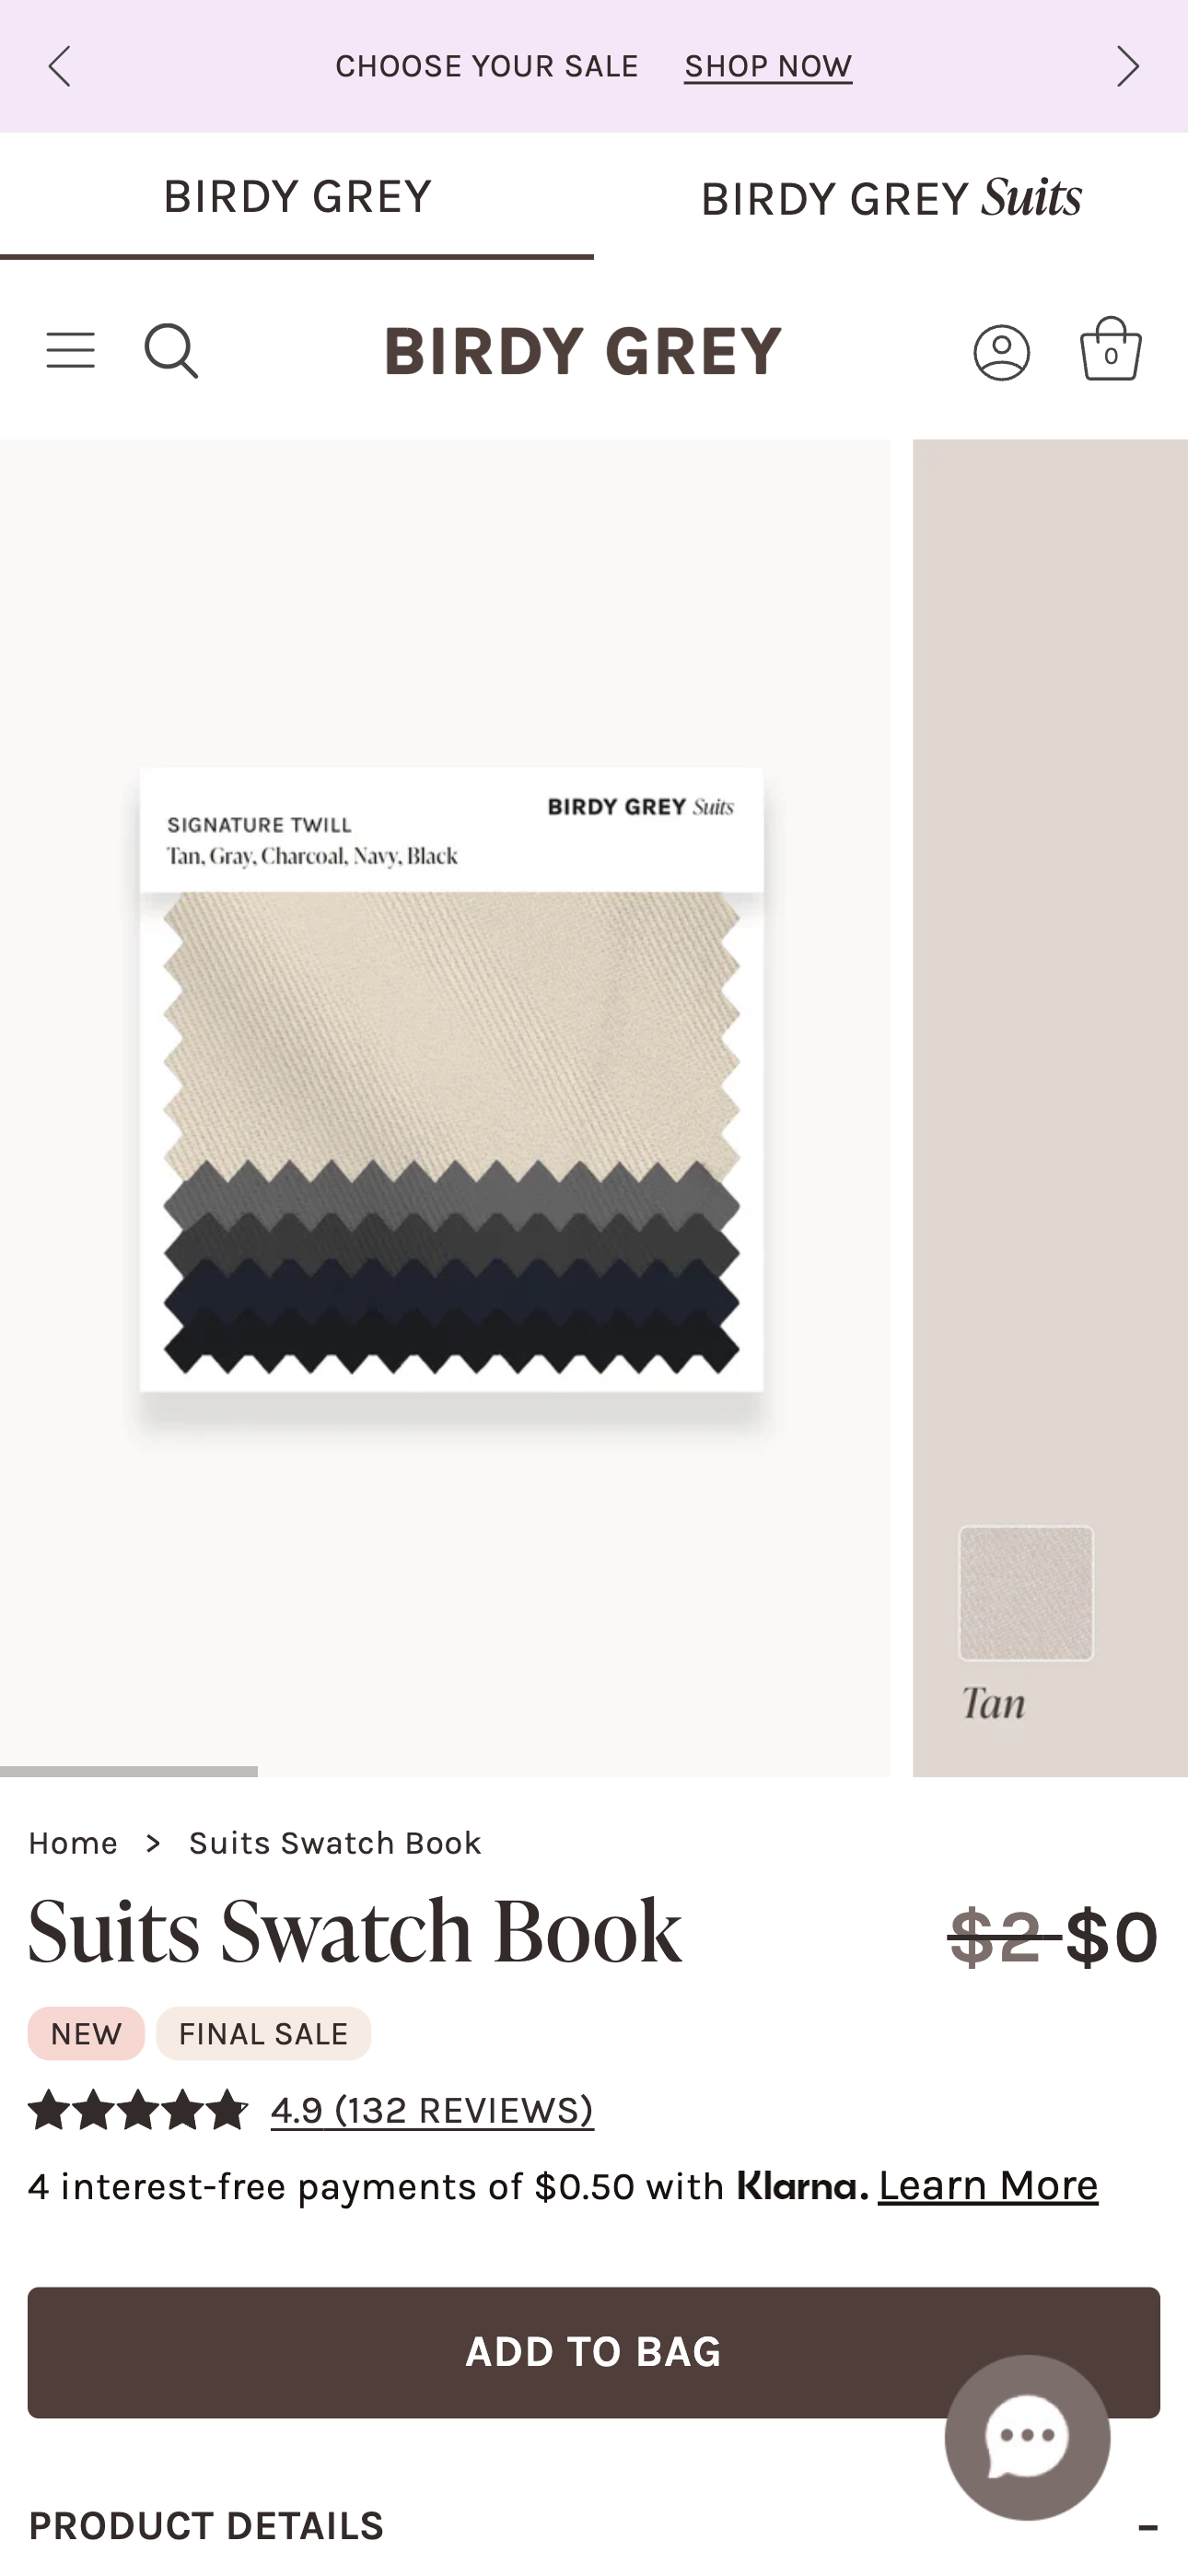 CHOOSE YOUR SALE SHOP NOW
BIRDY GREY BIRDY GREY Suits
BIRDY GREY 0
BIRDY GREY Suits
SIGNATURE TWILL
Tan, Gray, Charcoal, Navy, Black
Tan
Home > Suits Swatch Book
Suits Swatch Book $2 $0
NEW FINAL SALE
4.9 (132 REVIEWS)
4 interest-free payments of $0.50 with Klarna. Learn More
ADD TO BAG
PRODUCT DETAILS –